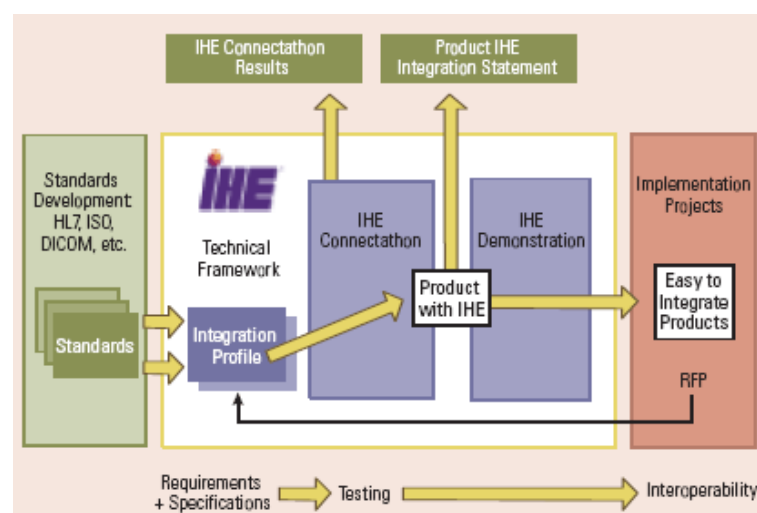 IHE Connectathon
Results
Product IHE
Integration Statement
Standards
Development:
HL7, ISO,
DICOM, etc.
Standards
IHE
Technical
Framework
Integration
Profile
IHE
Connectathon
Product
with IHE
IHE
Demonstration
Implementation
Projects
Easy to
Integrate
Products
RFP
Requirements
+ Specifications
Testing
Interoperability